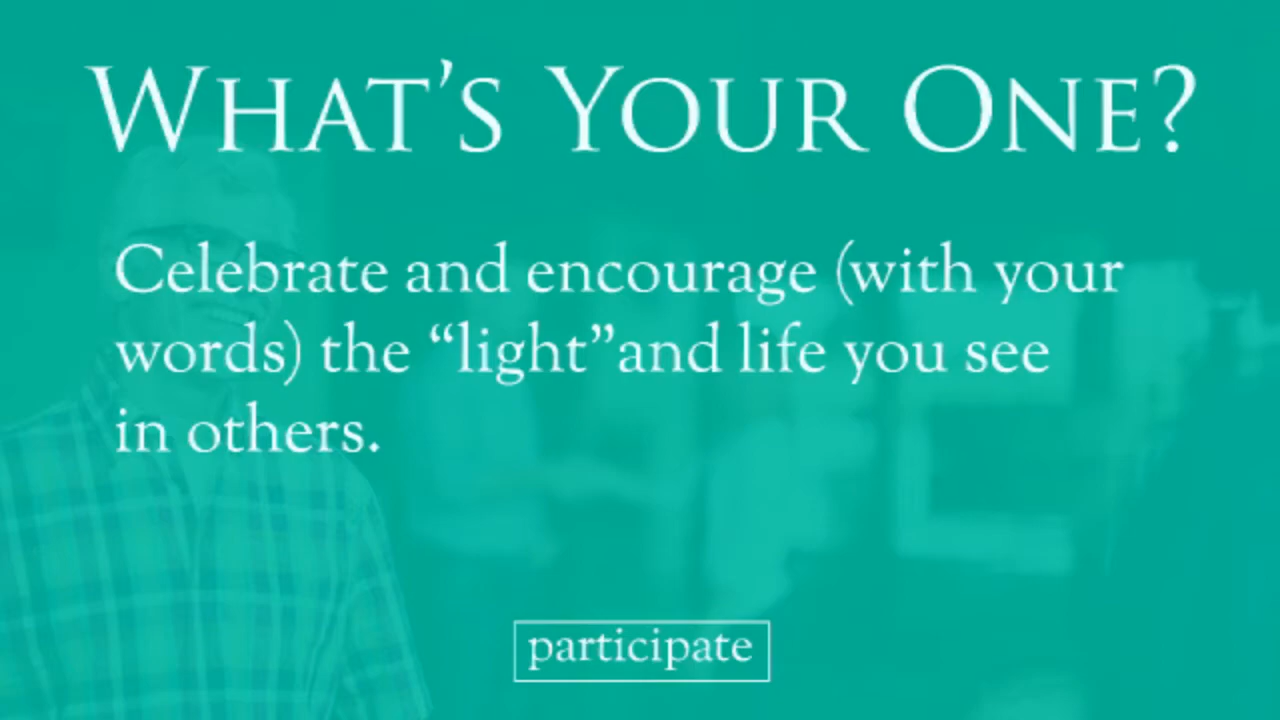 What's Your One?
Celebrate and encourage (with your
words) the “light”and life you see
in others.
participate